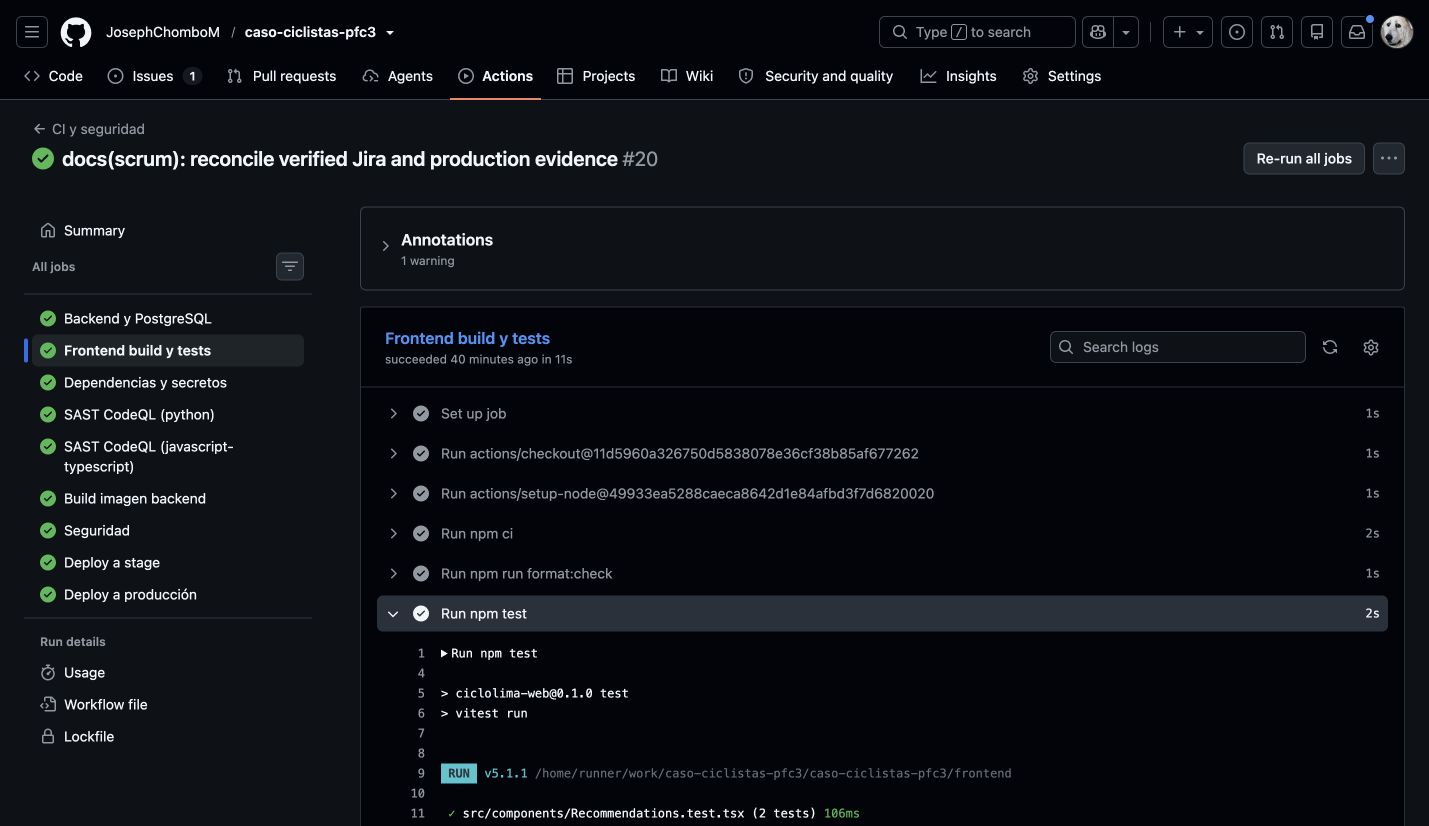 JosephChomboM / caso-ciclistas-pfc3
Type / to search
Code
Issues 1
Pull requests
Agents
Actions
Projects
Wiki
Security and quality
Insights
Settings
← CI y seguridad
docs(scrum): reconcile verified Jira and production evidence #20
Re-run all jobs
Summary
All jobs
Backend y PostgreSQL
Frontend build y tests
Dependencias y secretos
SAST CodeQL (python)
SAST CodeQL (javascript-
typescript)
Build imagen backend
Seguridad
Deploy a stage
Deploy a producción
Run details
Usage
Workflow file
Lockfile
Annotations
1 warning
Frontend build y tests
succeeded 40 minutes ago in 11s
Search logs
Set up job 1s
Run actions/checkout@11d5960a326750d5838078e36cf38b85af677262 1s
Run actions/setup-node@49933ea5288caeca8642d1e84afbd3f7d6820020 1s
Run npm ci 2s
Run npm run format:check 1s
Run npm test 2s
1 Run npm test
4
5 > ciclolima-web@0.1.0 test
6 > vitest run
7
8
9 RUN v5.1.1 /home/runner/work/caso-ciclistas-pfc3/caso-ciclistas-pfc3/frontend
10
11 ✓ src/components/Recommendations.test.tsx (2 tests) 106ms